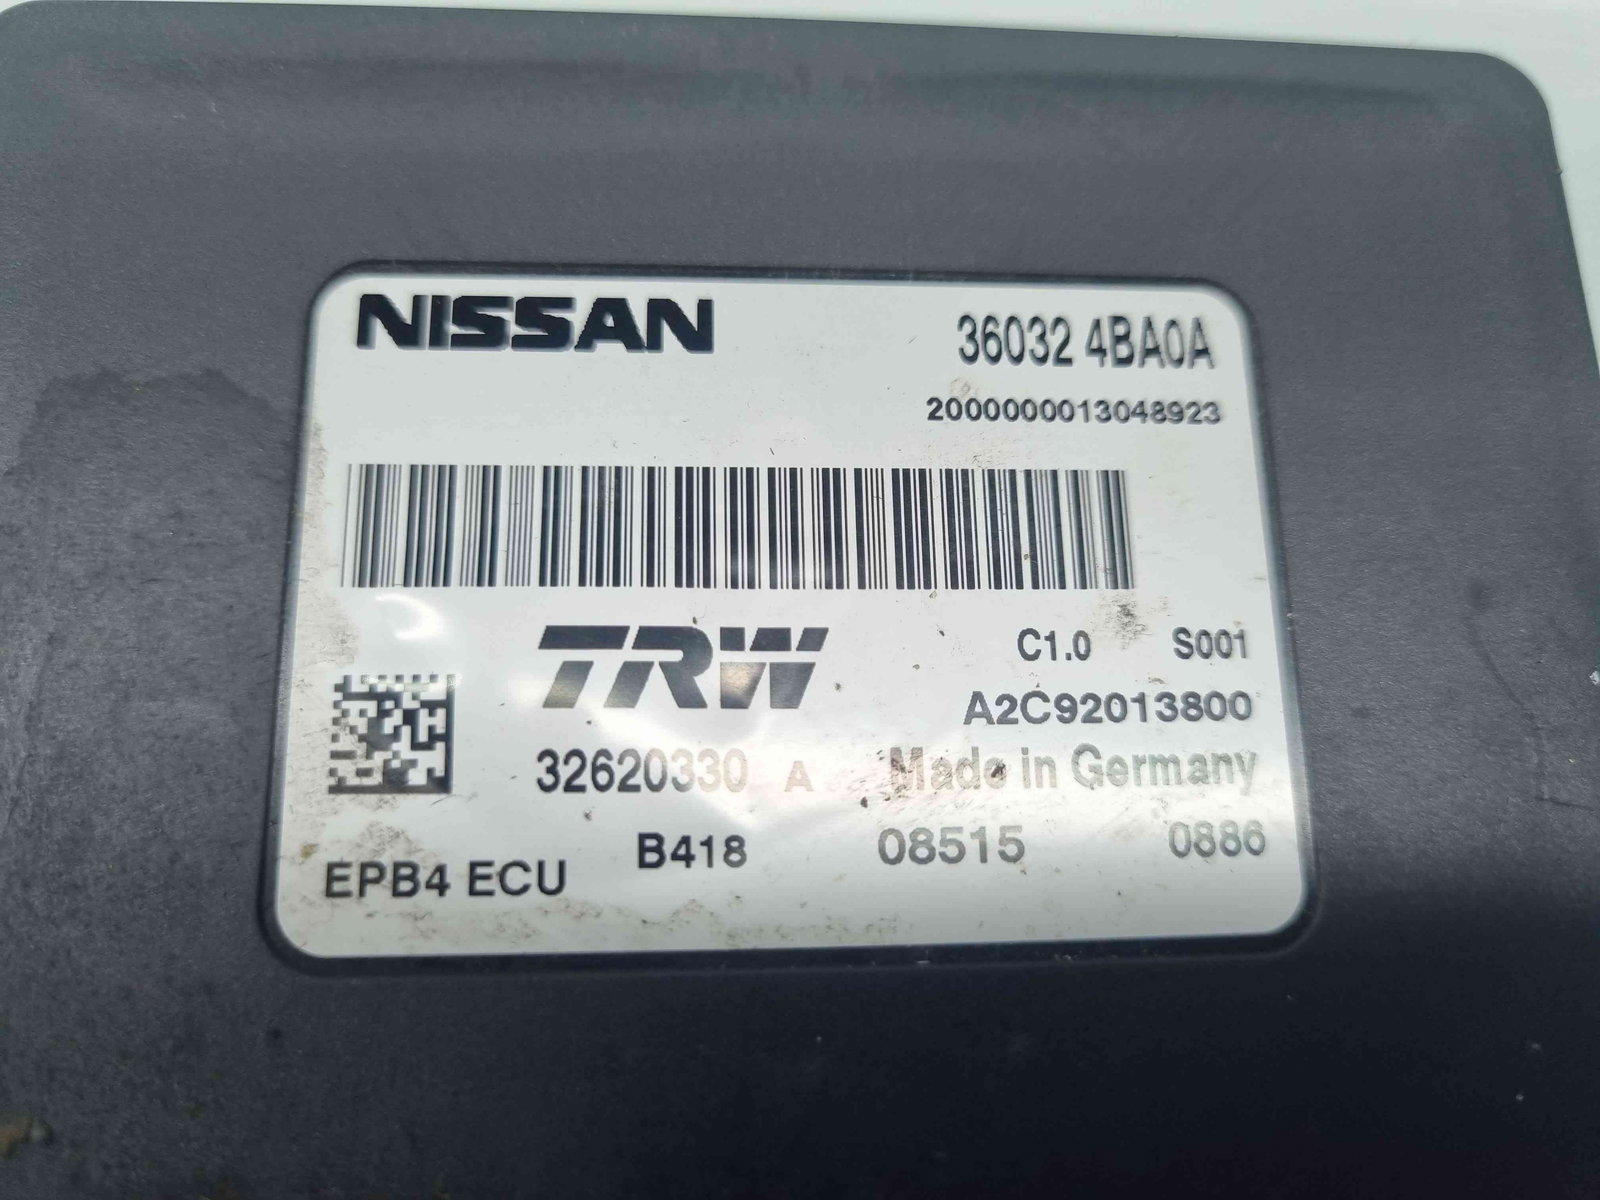 NISSAN 36032 4BA0A
2000000013048923
TRW C1.0 S001
A2C92013800
32620330 A Made in Germany
EPB4 ECU B418 08515 0886